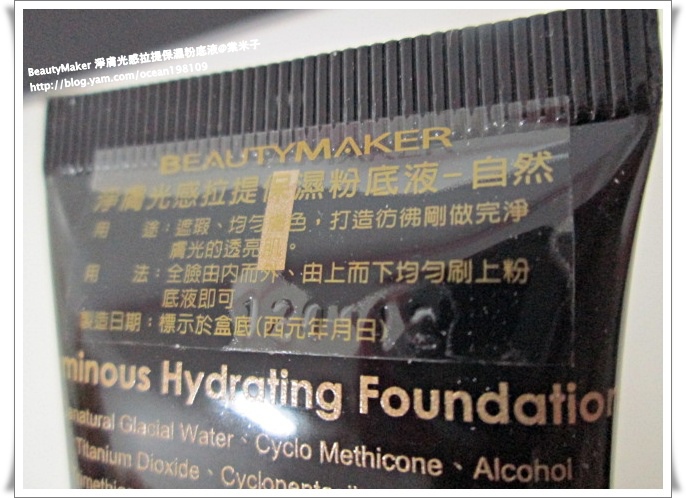 BeautyMaker 淨膚光感拉提保濕粉底液@紫米子
http://blog.yam.com/ocean198109
BEAUTYMAKER
淨膚光感拉提保濕粉底液-自然
用 途:遮瑕、均勻膚色,打造彷彿剛做完淨
膚光的透亮肌。
用 法:全臉由內而外、由上而下均勻刷上粉
底液即可
製造日期:標示於盒底(西元年月日)
minous Hydrating Foundation
natural Glacial Water、Cyclo Methicone、Alcohol、
Titanium Dioxide、